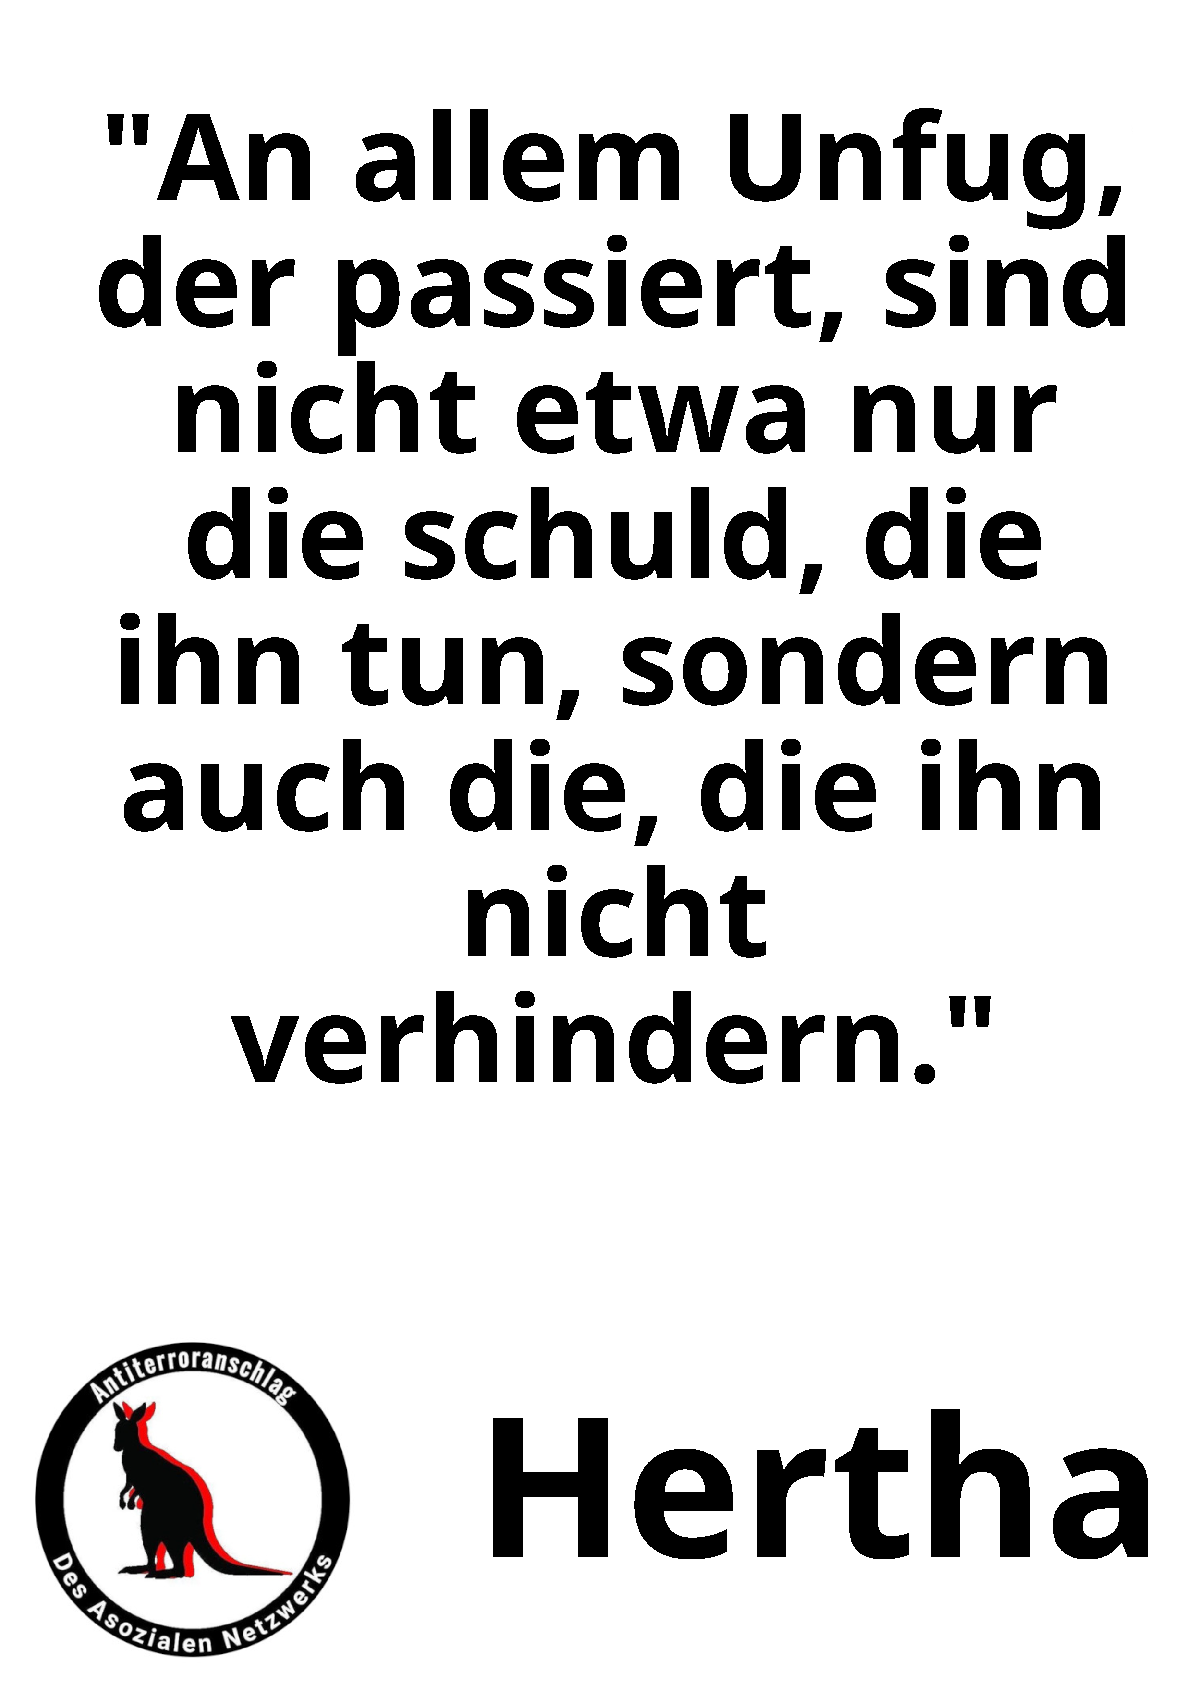 "An allem Unfug,
der passiert, sind
nicht etwa nur
die schuld, die
ihn tun, sondern
auch die, die ihn
nicht
verhindern."
Antiterroranschlag
Des Asozialen Netzwerks
Hertha